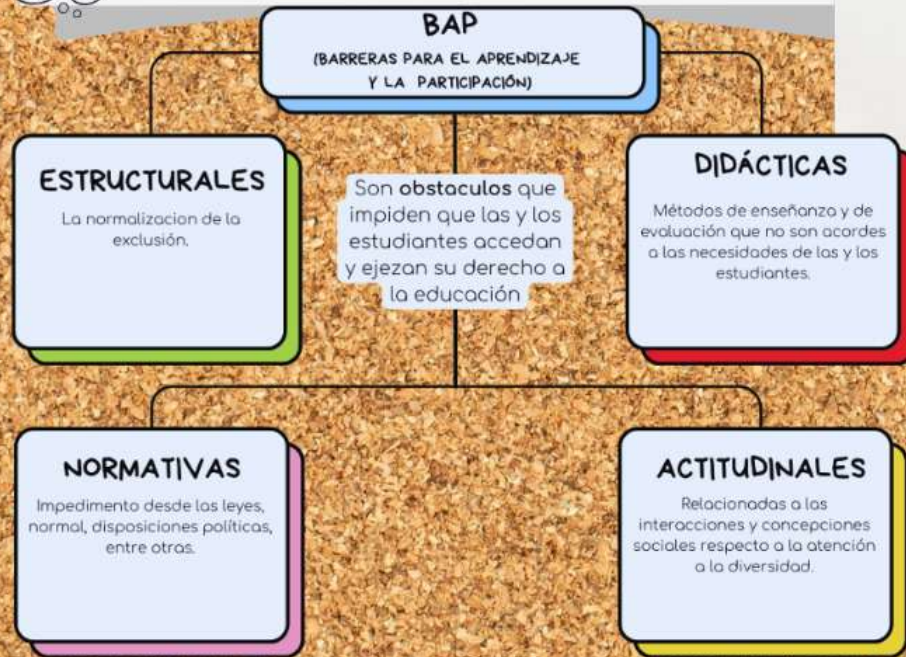 BAP
(BARRERAS PARA EL APRENDIZAJE
Y LA PARTICIPACIÓN)
ESTRUCTURALES
La normalizacion de la
exclusión.
Son obstaculos que
impiden que las y los
estudiantes accedan
y ejezan su derecho a
la educación
DIDÁCTICAS
Métodos de enseñanza y de
evaluación que no son acordes
a las necesidades de las y los
estudiantes.
NORMATIVAS
Impedimento desde las leyes,
normal, disposiciones políticas,
entre otras.
ACTITUDINALES
Relacionadas a las
interacciones y concepciones
sociales respecto a la atención
a la diversidad.